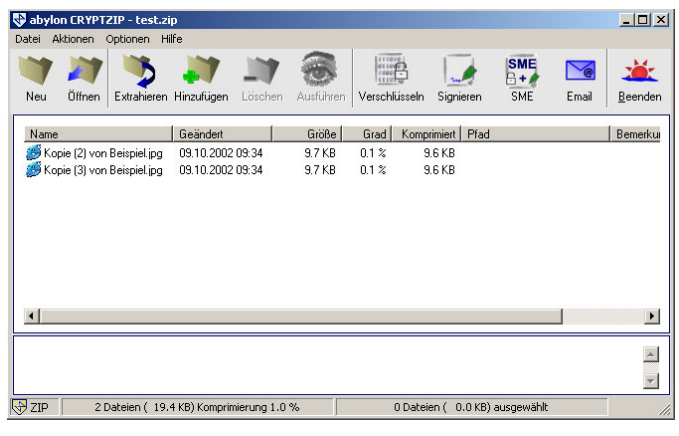 abylon CRYPTZIP - test.zip
Datei Aktionen Optionen Hilfe
SME
Neu Öffnen Extrahieren Hinzufügen Löschen Ausführen Verschlüsseln Signieren SME Email Beenden
Name Geändert Größe Grad Komprimiert Pfad Bemerkui
Kopie (2) von Beispiel.jpg 09.10.2002 09:34 9.7 KB 0.1 % 9.6 KB
Kopie (3) von Beispiel.jpg 09.10.2002 09:34 9.7 KB 0.1 % 9.6 KB
ZIP 2 Dateien ( 19.4 KB) Komprimierung 1.0 % 0 Dateien ( 0.0 KB) ausgewählt